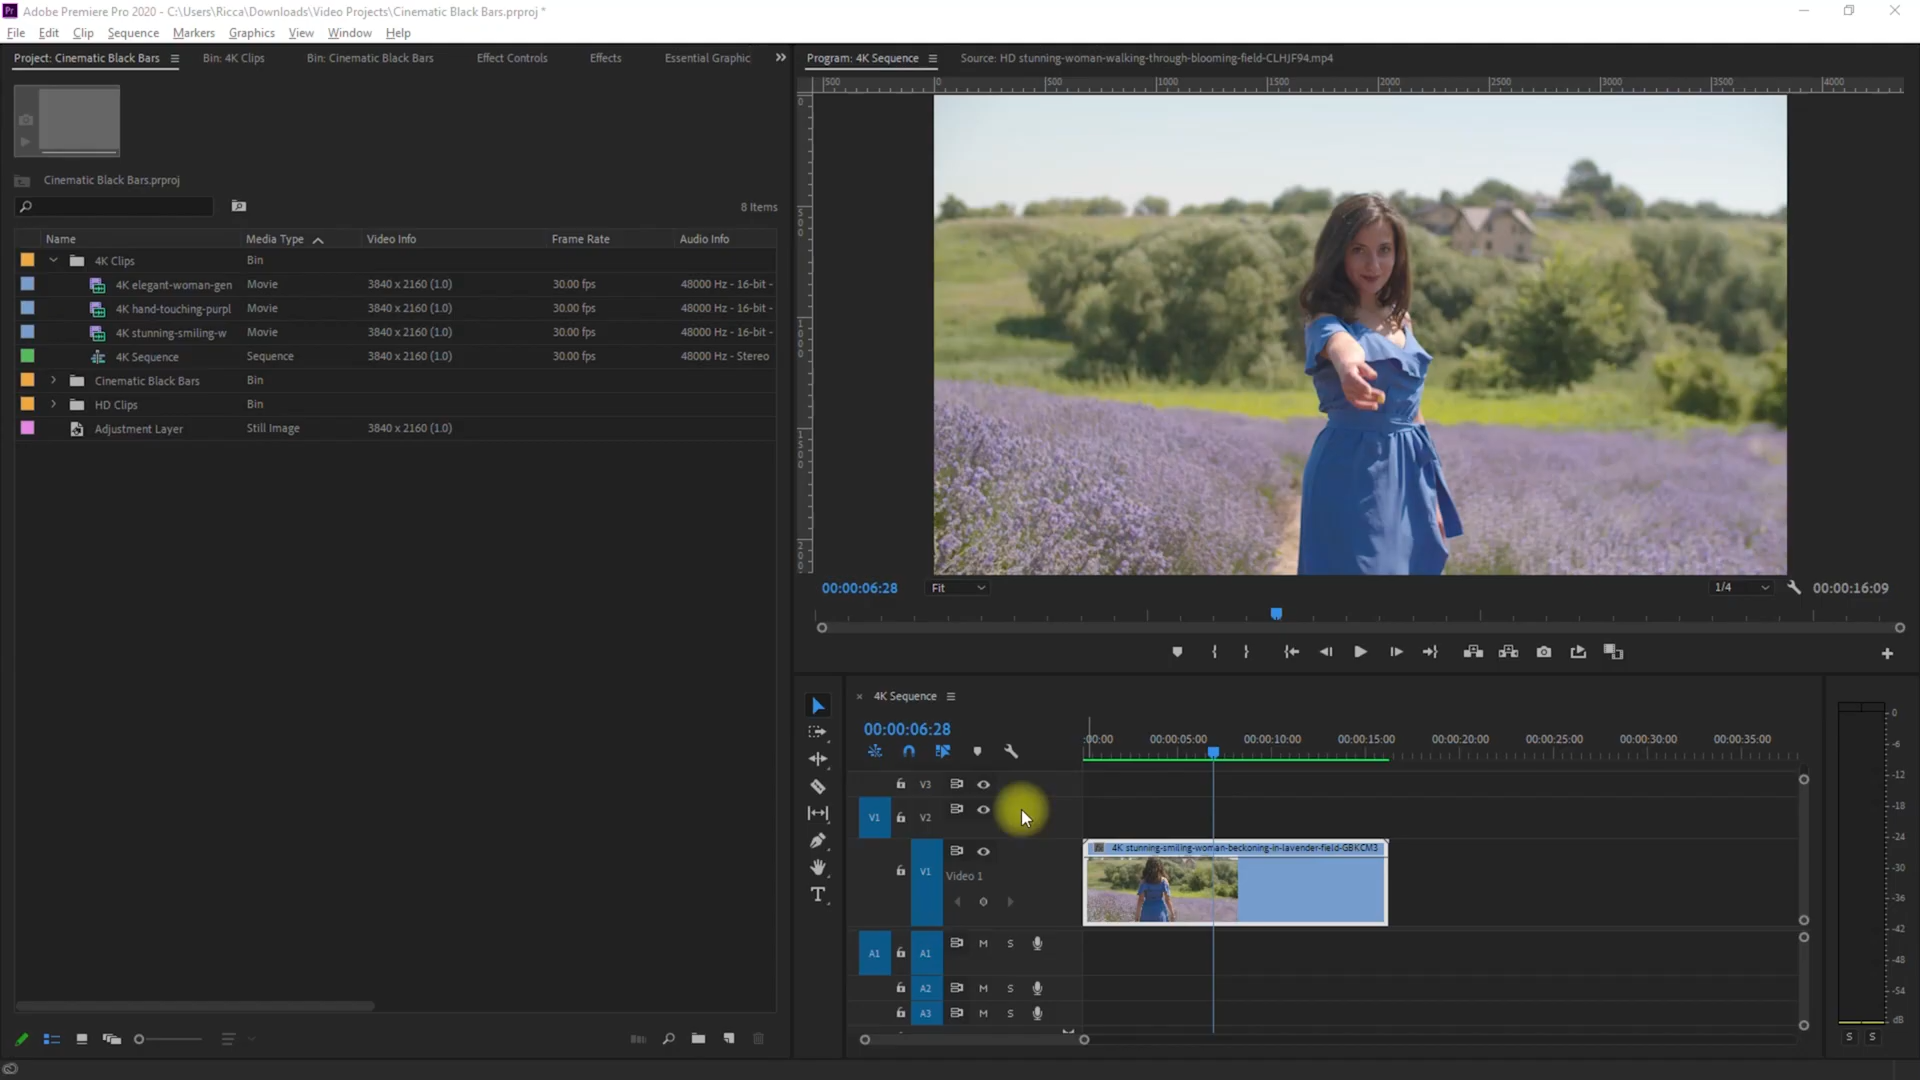 Adobe Premiere Pro 2020 - C:\Users\Ricca\Downloads\Video Projects\Cinematic Black Bars.prproj *
File Edit Clip Sequence Markers Graphics View Window Help
Project: Cinematic Black Bars Bin: 4K Clips Bin: Cinematic Black Bars Effect Controls Effects Essential Graphic
Program: 4K Sequence Source: HD stunning-woman-walking-through-blooming-field-CLHJF94.mp4
500 0 500 1000 1500 2000 2500 3000 3500 4000
Cinematic Black Bars.prproj
8 Items
Name Media Type Video Info Frame Rate Audio Info
4K Clips Bin
4K elegant-woman-gen Movie 3840 x 2160 (1.0) 30.00 fps 48000 Hz - 16-bit -
4K hand-touching-purpl Movie 3840 x 2160 (1.0) 30.00 fps 48000 Hz - 16-bit -
4K stunning-smiling-w Movie 3840 x 2160 (1.0) 30.00 fps 48000 Hz - 16-bit -
4K Sequence Sequence 3840 x 2160 (1.0) 30.00 fps 48000 Hz - Stereo
Cinematic Black Bars Bin
HD Clips Bin
Adjustment Layer Still Image 3840 x 2160 (1.0)
00:00:06:28 Fit 1/4 00:00:16:09
4K Sequence
00:00:06:28
:00:00 00:00:05:00 00:00:10:00 00:00:15:00 00:00:20:00 00:00:25:00 00:00:30:00 00:00:35:00
V3
V1 V2
4K stunning-smiling-woman-beckoning-in-lavender-field-GBKCM3
V1 Video 1
A1 A1 M S
A2 M S
A3 M S
0
-6
-12
-18
-24
-30
-36
-42
-48
-54
dB
S S